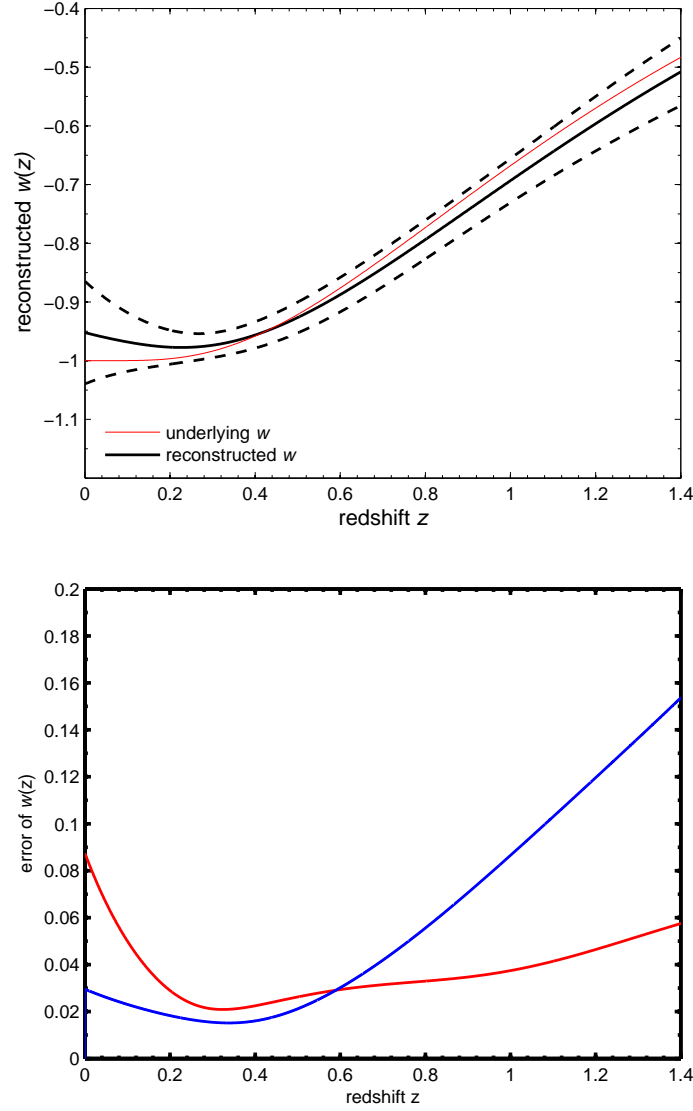 −0.4
−0.5
−0.6
−0.7
−0.8
−0.9
−1
−1.1
reconstructed w(z)
underlying w
reconstructed w
0 0.2 0.4 0.6 0.8 1 1.2 1.4
redshift z
0.2
0.18
0.16
0.14
0.12
0.1
0.08
0.06
0.04
0.02
0
error of w(z)
0 0.2 0.4 0.6 0.8 1 1.2 1.4
redshift z